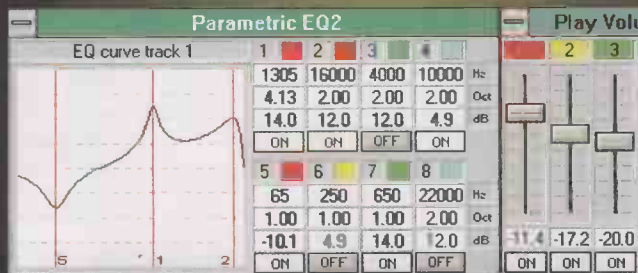 Parametric EQ2
EQ curve track 1
1 2 3 4
1305 16000 4000 10000 Hz
4.13 2.00 2.00 2.00 Oct
14.0 12.0 12.0 4.9 dB
ON ON OFF ON
5 6 7 8
65 250 650 22000 Hz
1.00 1.00 1.00 2.00 Oct
-10.1 4.9 14.0 12.0 dB
ON OFF ON OFF
5 1 2
Play Volu
2 3
-11.4 -17.2 -20.0
ON ON ON